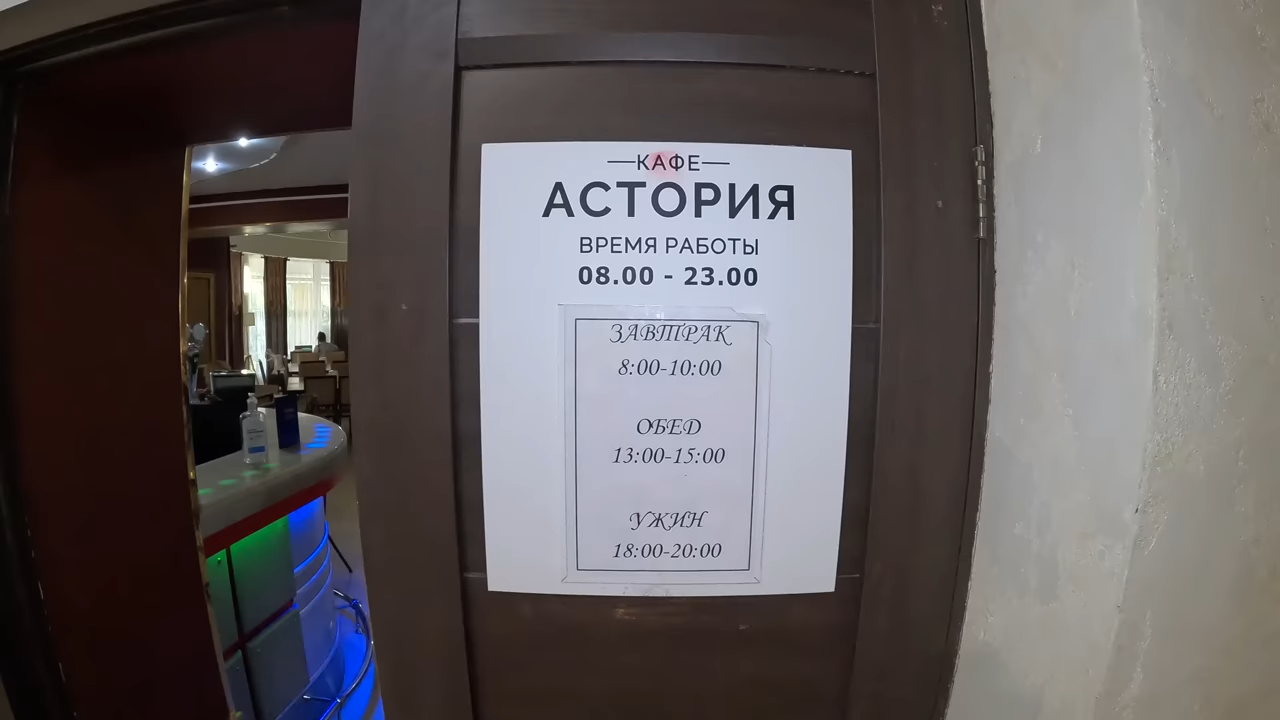 КАФЕ
АСТОРИЯ
ВРЕМЯ РАБОТЫ
08.00 - 23.00
ЗАВТРАК
8:00-10:00
ОБЕД
13:00-15:00
УЖИН
18:00-20:00